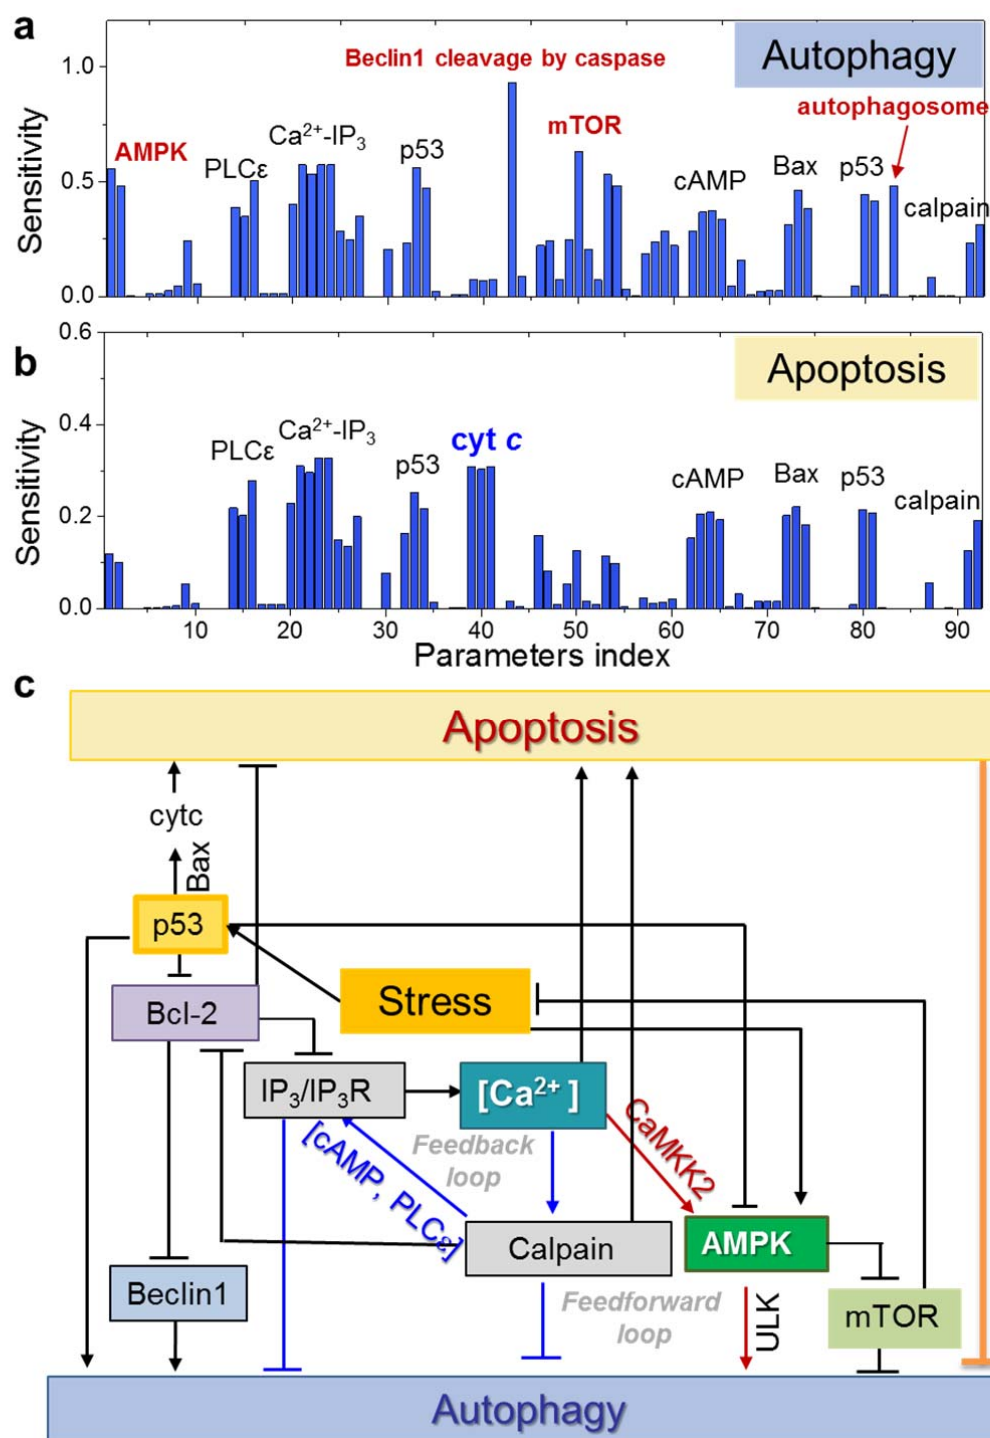 a
Autophagy
Beclin1 cleavage by caspase
autophagosome
AMPK
PLCε
Ca²⁺-IP₃
p53
mTOR
cAMP
Bax
p53
calpain
Sensitivity
1.0
0.5
0.0
b
Apoptosis
PLCε
Ca²⁺-IP₃
p53
cyt c
cAMP
Bax
p53
calpain
Sensitivity
0.6
0.4
0.2
0.0
10 20 30 40 50 60 70 80 90
Parameters index
c
Apoptosis
cytc
Bax
p53
Stress
Bcl-2
IP₃/IP₃R
[Ca²⁺ ]
CaMKK2
Feedback
loop
[cAMP, PLCε]
Calpain
AMPK
Beclin1
Feedforward
loop
ULK
mTOR
Autophagy